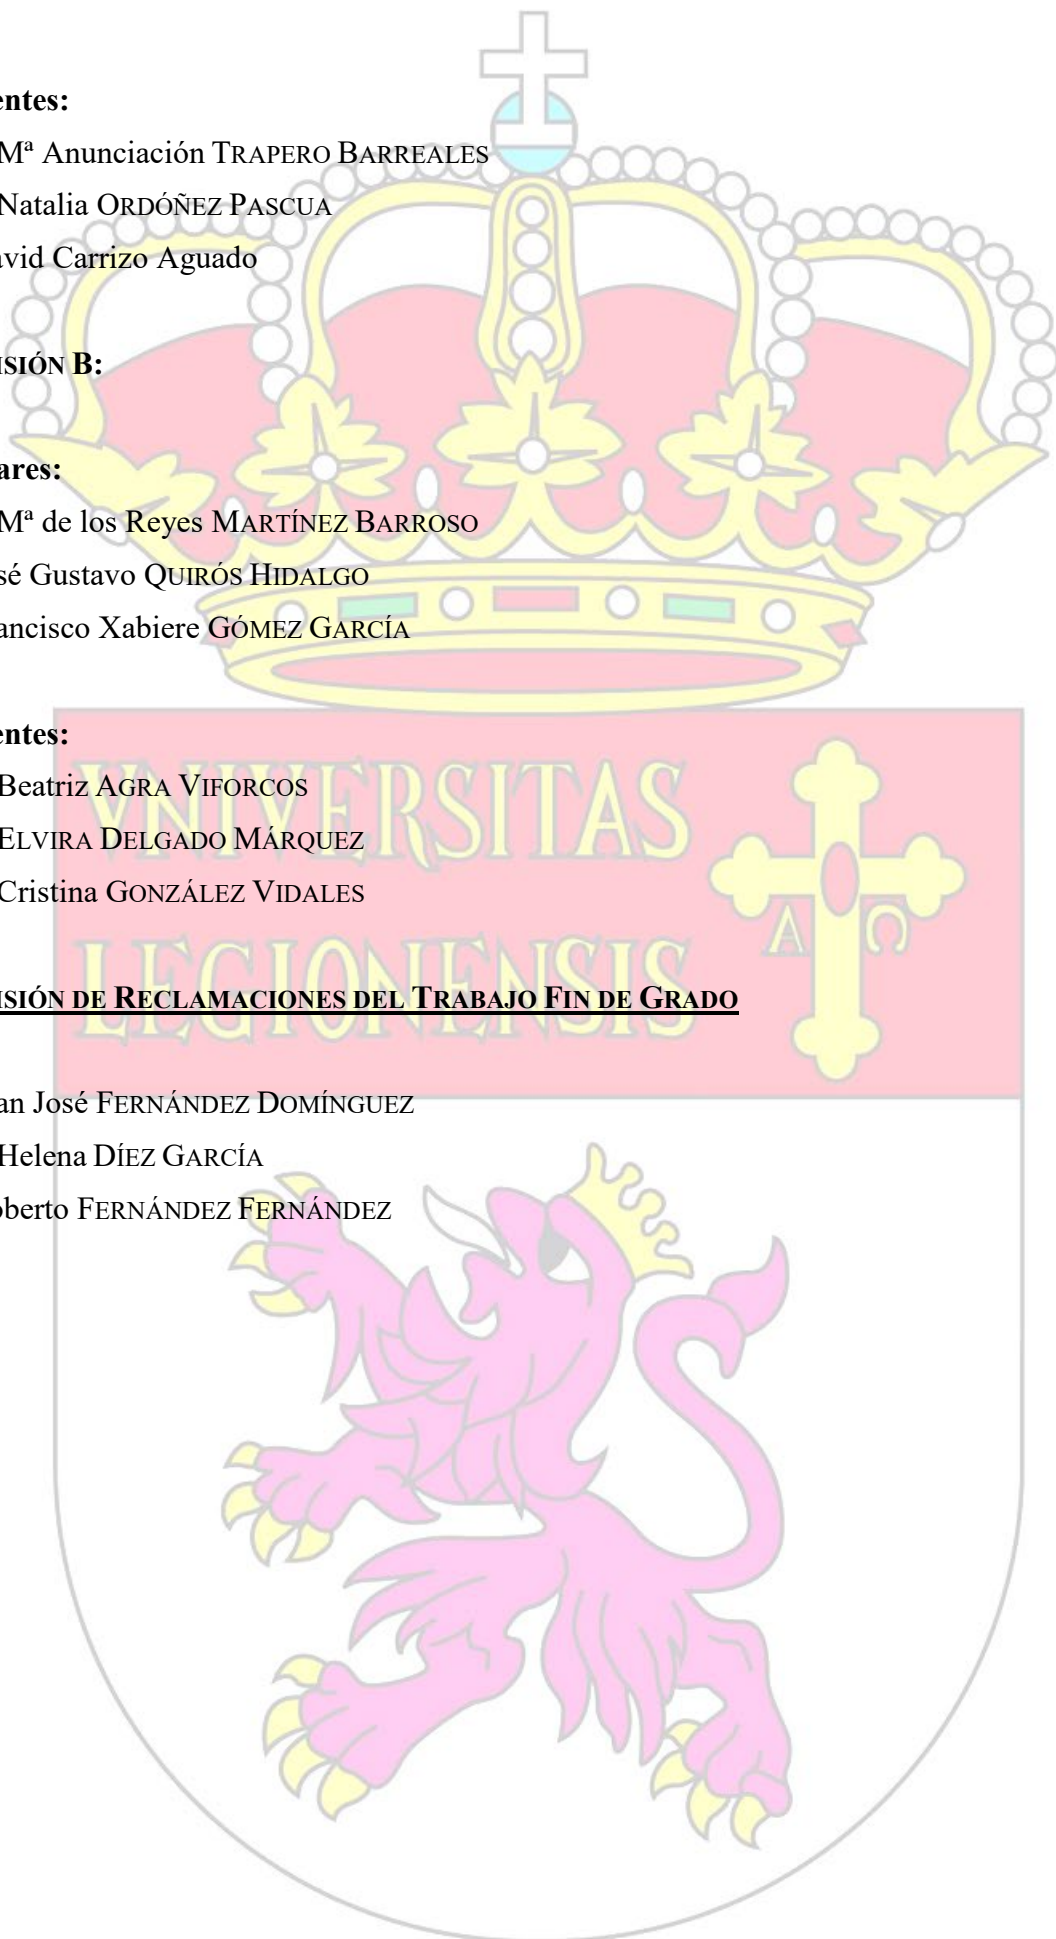 entes:
Mª Anunciación TRAPERO BARREALES
Natalia ORDÓÑEZ PASCUA
avid Carrizo Aguado
ISIÓN B:
ares:
Mª de los Reyes MARTÍNEZ BARROSO
sé Gustavo QUIRÓS HIDALGO
ancisco Xabiere GÓMEZ GARCÍA
entes:
Beatriz AGRA VIFORCOS
ELVIRA DELGADO MÁRQUEZ
Cristina GONZÁLEZ VIDALES
VNIVERSITAS
LEGIONENSIS
A C
ISIÓN DE RECLAMACIONES DEL TRABAJO FIN DE GRADO
an José FERNÁNDEZ DOMÍNGUEZ
Helena DÍEZ GARCÍA
oberto FERNÁNDEZ FERNÁNDEZ